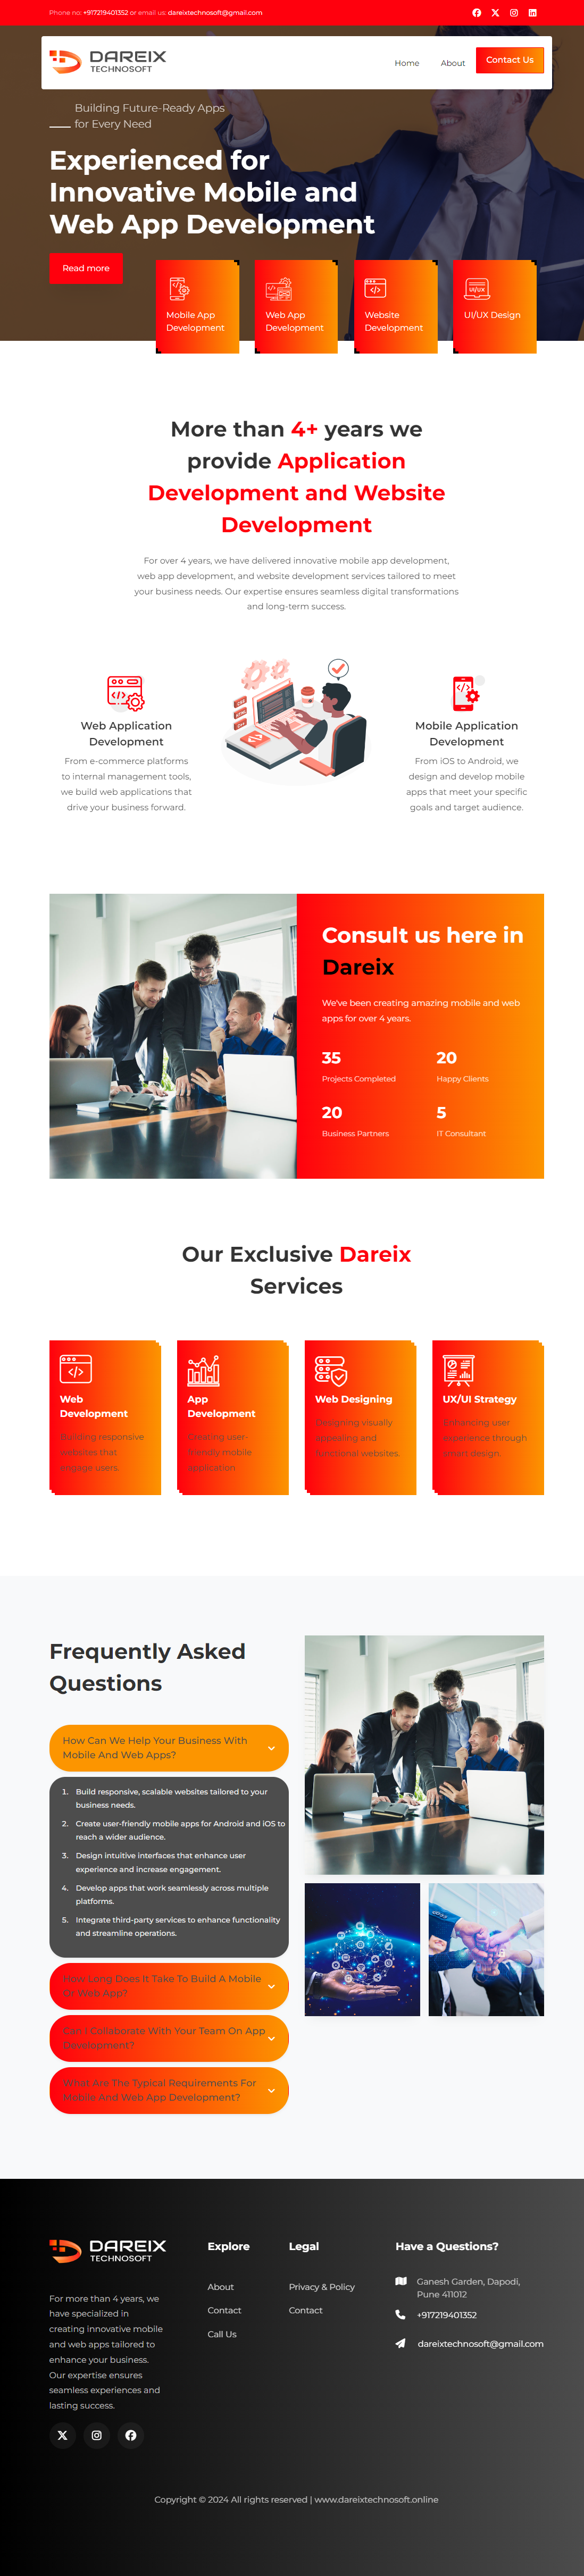 Phone no: +917219401352 or email us: dareixtechnosoft@gmail.com
DAREIX
TECHNOSOFT
Home
About
Contact Us
Building Future-Ready Apps
for Every Need
Experienced for
Innovative Mobile and
Web App Development
Read more
Mobile App
Development
Web App
Development
Website
Development
UI/UX
UI/UX Design
More than 4+ years we
provide Application
Development and Website
Development
For over 4 years, we have delivered innovative mobile app development,
web app development, and website development services tailored to meet
your business needs. Our expertise ensures seamless digital transformations
and long-term success.
Web Application
Development
From e-commerce platforms
to internal management tools,
we build web applications that
drive your business forward.
Mobile Application
Development
From iOS to Android, we
design and develop mobile
apps that meet your specific
goals and target audience.
Consult us here in
Dareix
We've been creating amazing mobile and web
apps for over 4 years.
35
Projects Completed
20
Happy Clients
20
Business Partners
5
IT Consultant
Our Exclusive Dareix
Services
Web
Development
Building responsive
websites that
engage users.
App
Development
Creating user-
friendly mobile
application
Web Designing
Designing visually
appealing and
functional websites.
UX/UI Strategy
Enhancing user
experience through
smart design.
Frequently Asked
Questions
How Can We Help Your Business With
Mobile And Web Apps?
1. Build responsive, scalable websites tailored to your
business needs.
2. Create user-friendly mobile apps for Android and iOS to
reach a wider audience.
3. Design intuitive interfaces that enhance user
experience and increase engagement.
4. Develop apps that work seamlessly across multiple
platforms.
5. Integrate third-party services to enhance functionality
and streamline operations.
How Long Does It Take To Build A Mobile
Or Web App?
Can I Collaborate With Your Team On App
Development?
What Are The Typical Requirements For
Mobile And Web App Development?
DAREIX
TECHNOSOFT
For more than 4 years, we
have specialized in
creating innovative mobile
and web apps tailored to
enhance your business.
Our expertise ensures
seamless experiences and
lasting success.
Explore
About
Contact
Call Us
Legal
Privacy & Policy
Contact
Have a Questions?
Ganesh Garden, Dapodi,
Pune 411012
+917219401352
dareixtechnosoft@gmail.com
Copyright © 2024 All rights reserved | www.dareixtechnosoft.online